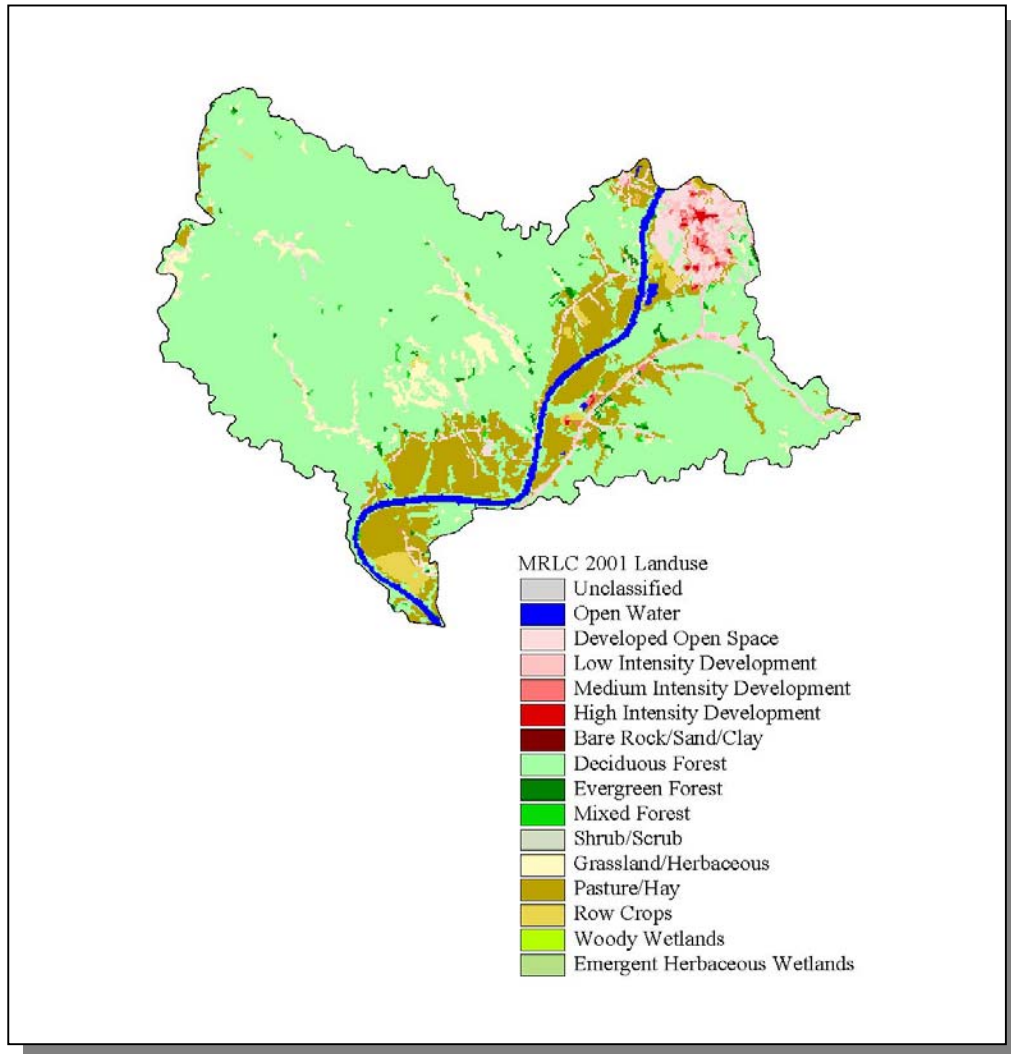 MRLC 2001 Landuse
Unclassified
Open Water
Developed Open Space
Low Intensity Development
Medium Intensity Development
High Intensity Development
Bare Rock/Sand/Clay
Deciduous Forest
Evergreen Forest
Mixed Forest
Shrub/Scrub
Grassland/Herbaceous
Pasture/Hay
Row Crops
Woody Wetlands
Emergent Herbaceous Wetlands